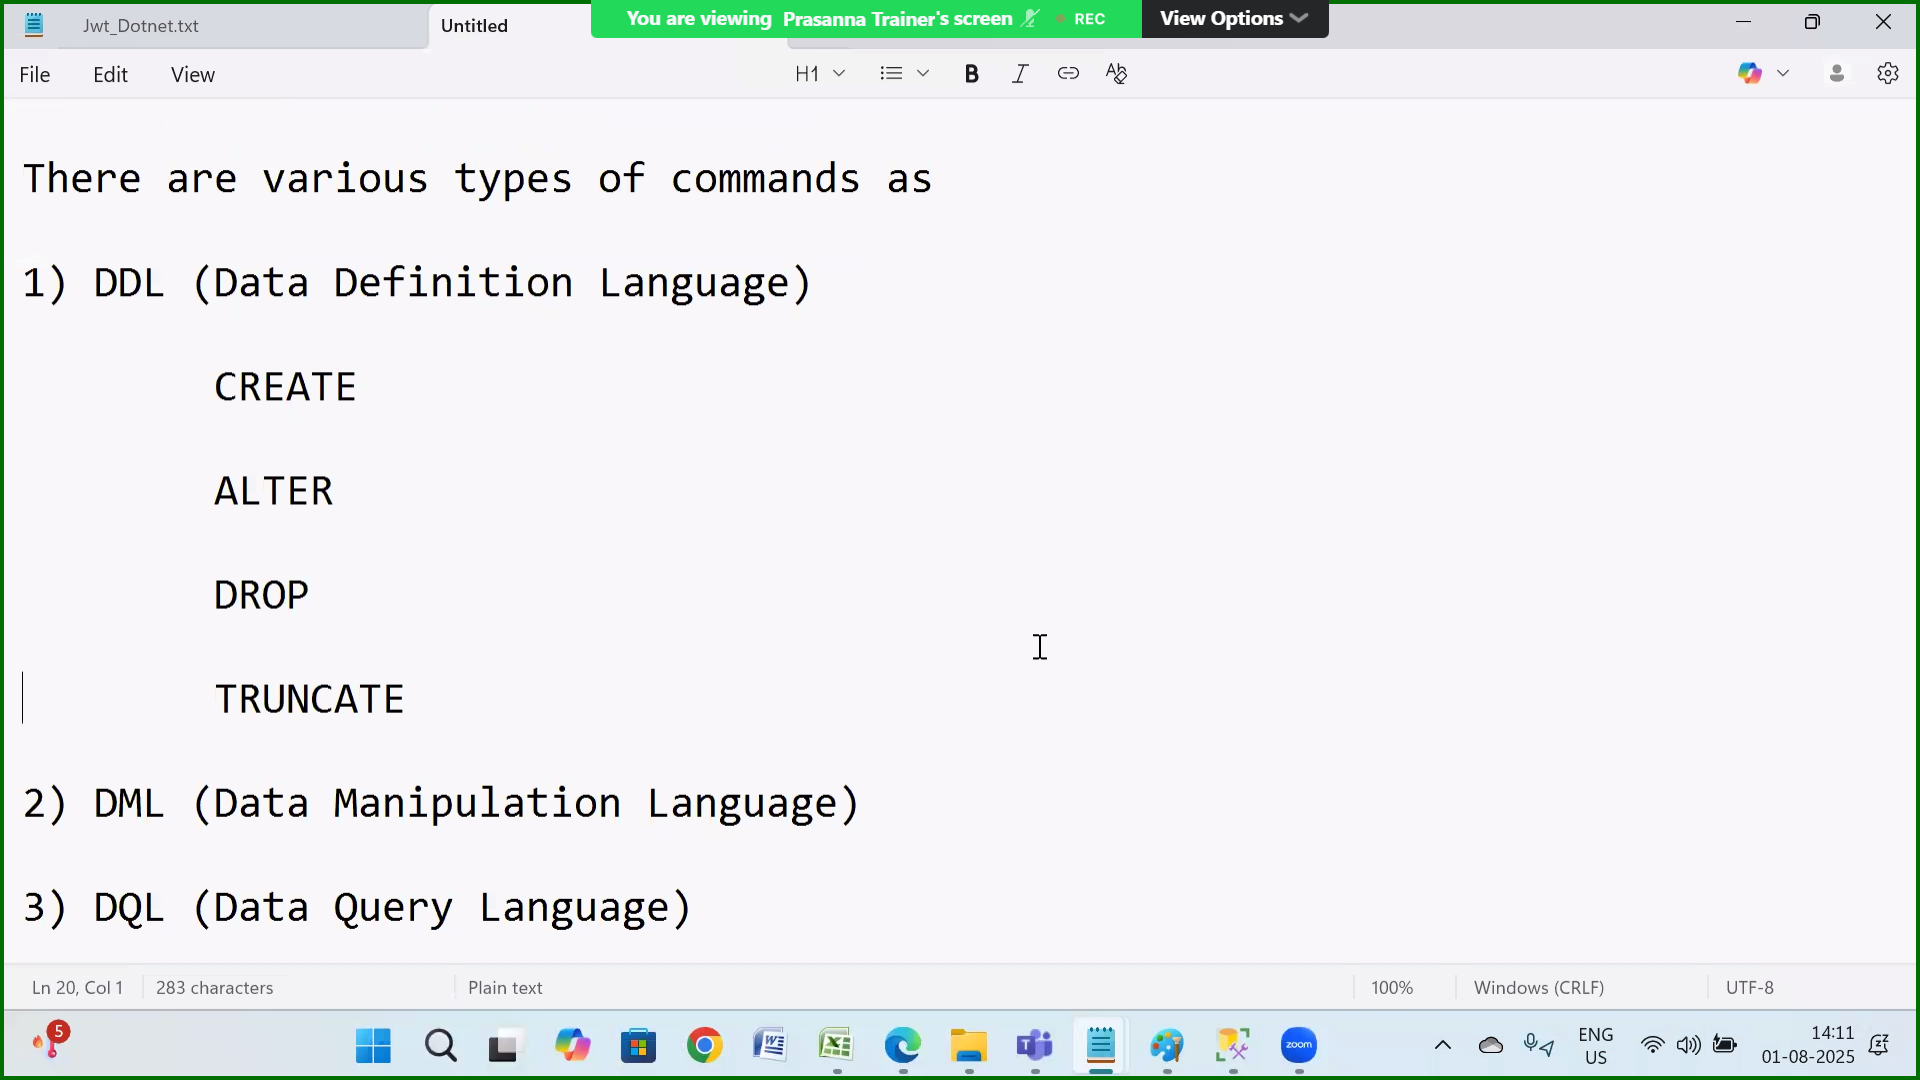 Jwt_Dotnet.txt
Untitled
You are viewing Prasanna Trainer's screen
REC
View Options
File
Edit
View
H1
B
I
There are various types of commands as
1) DDL (Data Definition Language)
CREATE
ALTER
DROP
TRUNCATE
2) DML (Data Manipulation Language)
3) DQL (Data Query Language)
Ln 20, Col 1
283 characters
Plain text
100%
Windows (CRLF)
UTF-8
5
zoom
ENG
US
14:11
01-08-2025